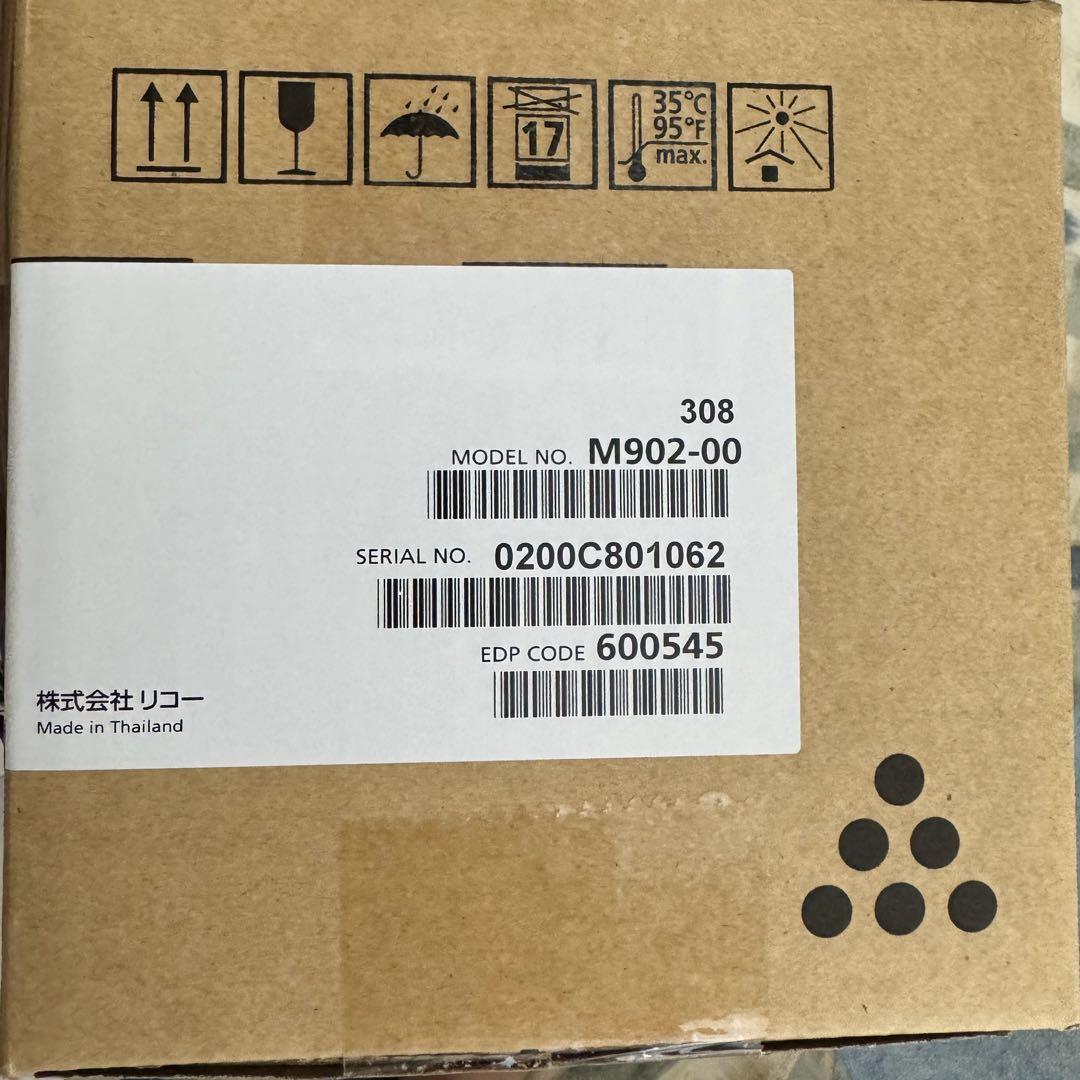 17
35°C
95°F
max.
308
MODEL NO. M902-00
SERIAL NO. 0200C801062
EDP CODE 600545
株式会社 リコー
Made in Thailand